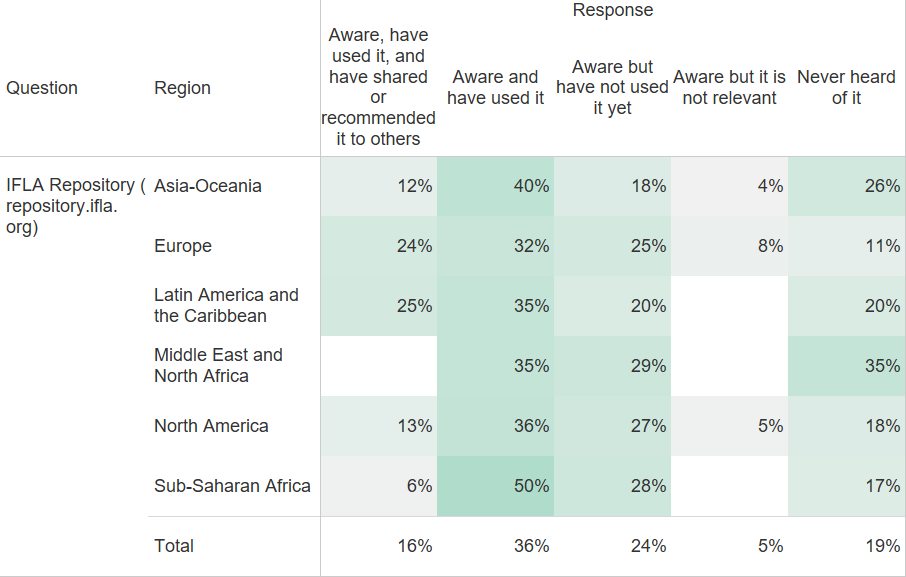 Response
Question
Region
Aware, have
used it, and
have shared
or
recommended
it to others
Aware and
have used it
Aware but
have not used
it yet
Aware but it is
not relevant
Never heard
of it
IFLA Repository (
repository.ifla.
org)
Asia-Oceania 12% 40% 18% 4% 26%
Europe 24% 32% 25% 8% 11%
Latin America and
the Caribbean 25% 35% 20% 20%
Middle East and
North Africa 35% 29% 35%
North America 13% 36% 27% 5% 18%
Sub-Saharan Africa 6% 50% 28% 17%
Total 16% 36% 24% 5% 19%